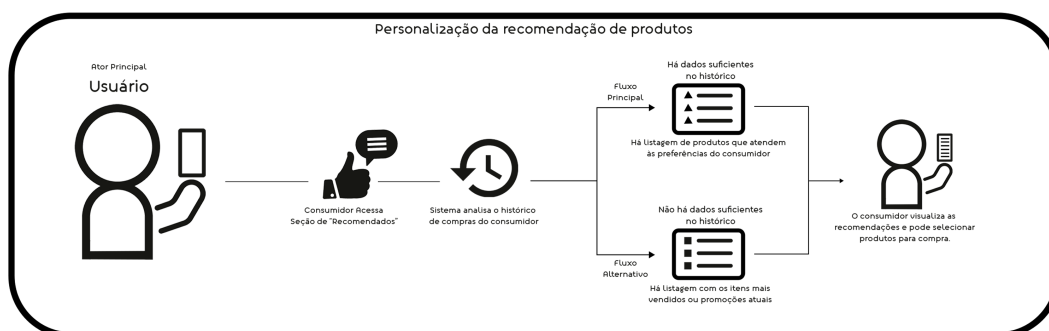 Personalização da recomendação de produtos
Ator Principal
Usuário
Consumidor Acessa
Seção de "Recomendados"
Sistema analisa o histórico
de compras do consumidor
Fluxo
Principal
Há dados suficientes
no histórico
Há listagem de produtos que atendem
às preferências do consumidor
Não há dados suficientes
no histórico
Fluxo
Alternativo
Há listagem com os itens mais
vendidos ou promoções atuais
O consumidor visualiza as
recomendações e pode selecionar
produtos para compra.